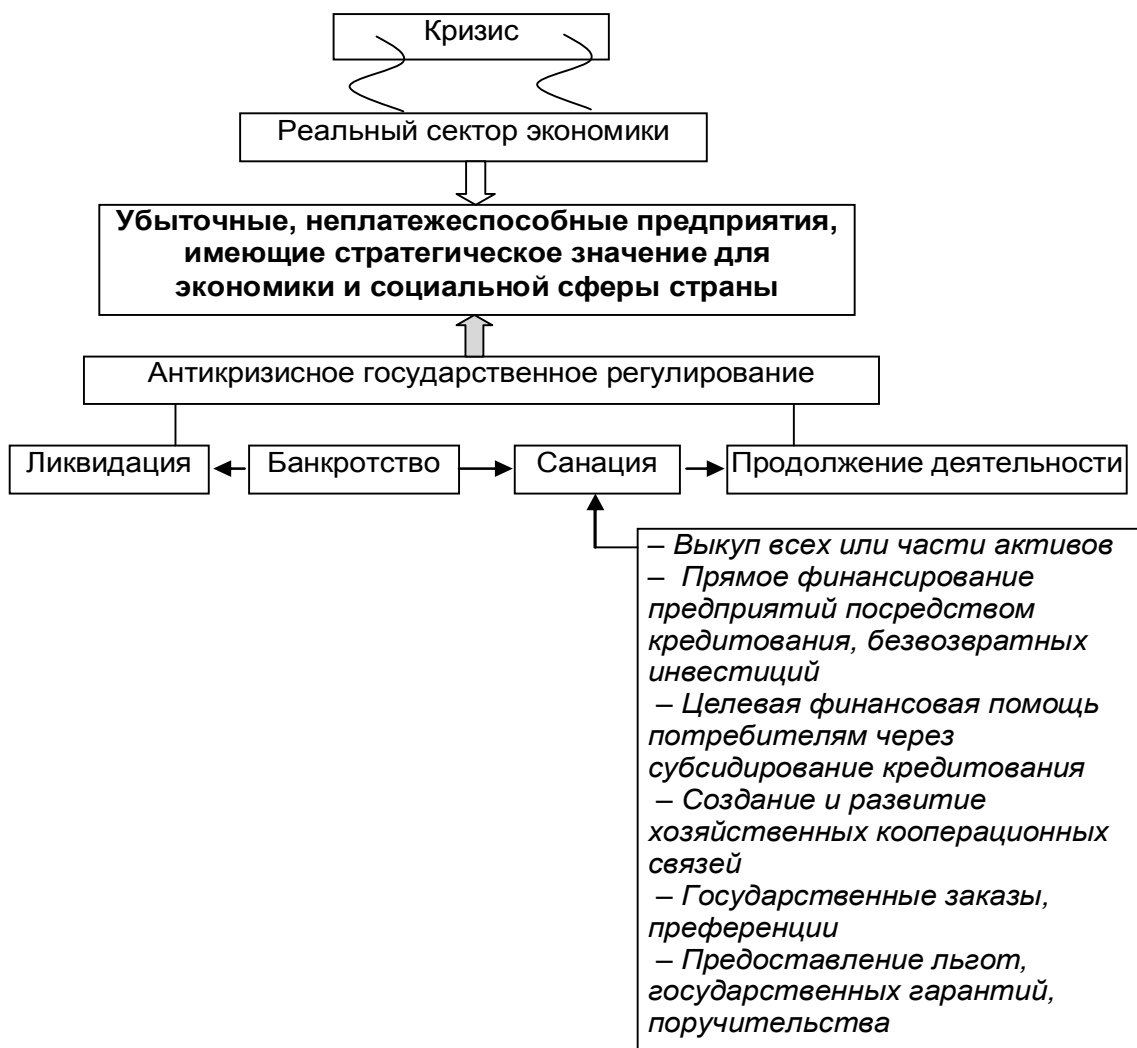 Кризис
Реальный сектор экономики
Убыточные, неплатежеспособные предприятия,
имеющие стратегическое значение для
экономики и социальной сферы страны
Антикризисное государственное регулирование
Ликвидация
Банкротство
Санация
Продолжение деятельности
– Выкуп всех или части активов
– Прямое финансирование
предприятий посредством
кредитования, безвозвратных
инвестиций
– Целевая финансовая помощь
потребителям через
субсидирование кредитования
– Создание и развитие
хозяйственных кооперационных
связей
– Государственные заказы,
преференции
– Предоставление льгот,
государственных гарантий,
поручительства